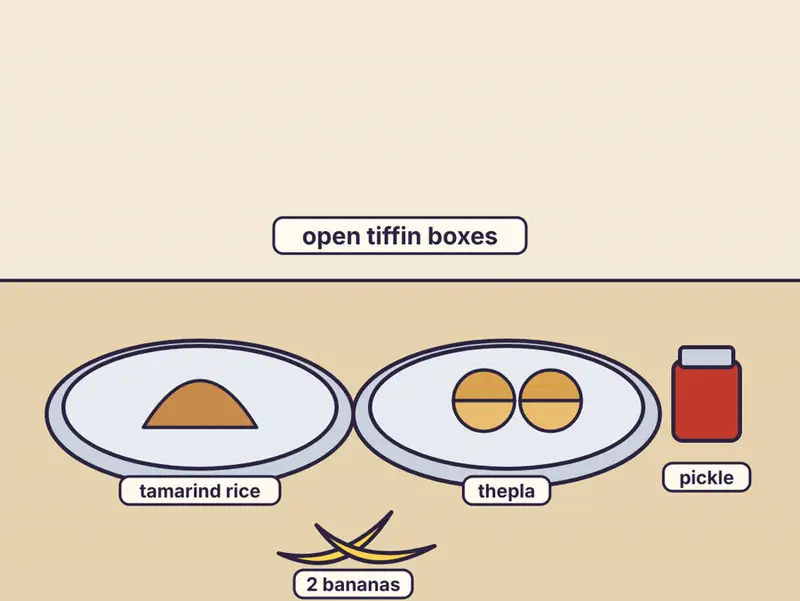 open tiffin boxes
tamarind rice
thepla
pickle
2 bananas